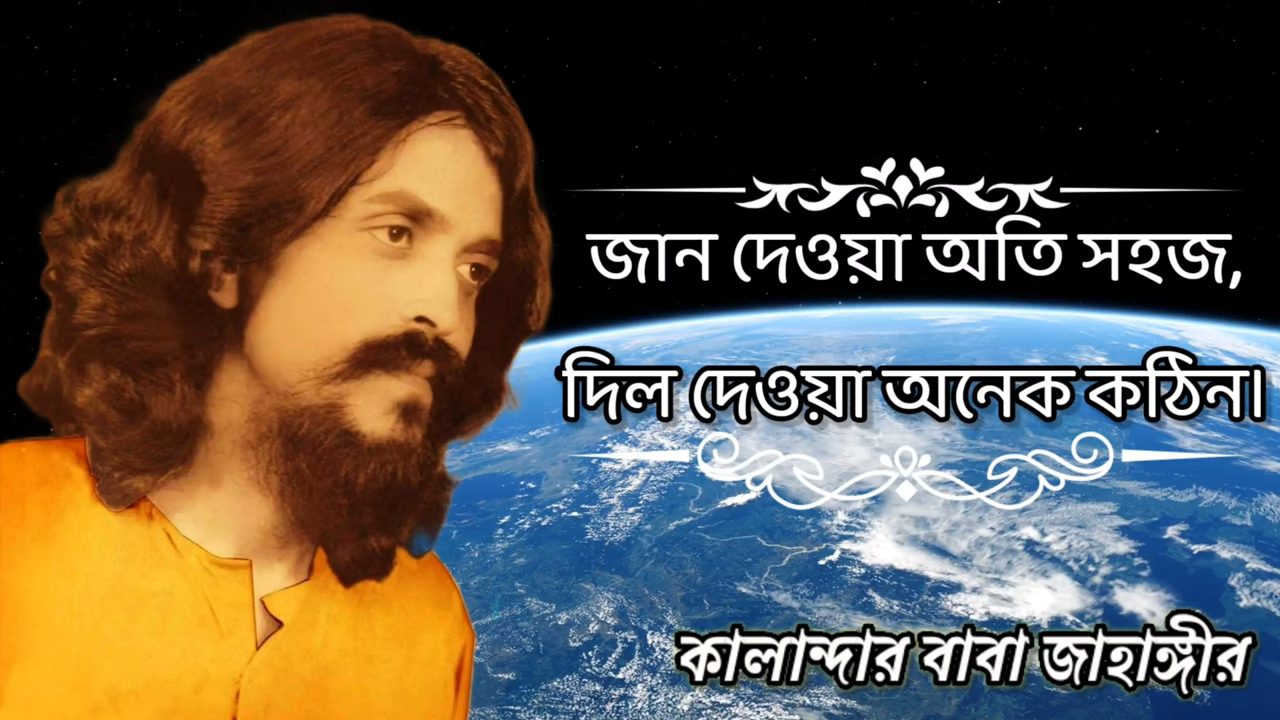 জান দেওয়া অতি সহজ,
দিল দেওয়া অনেক কঠিন।
কালান্দার বাবা জাহাঙ্গীর